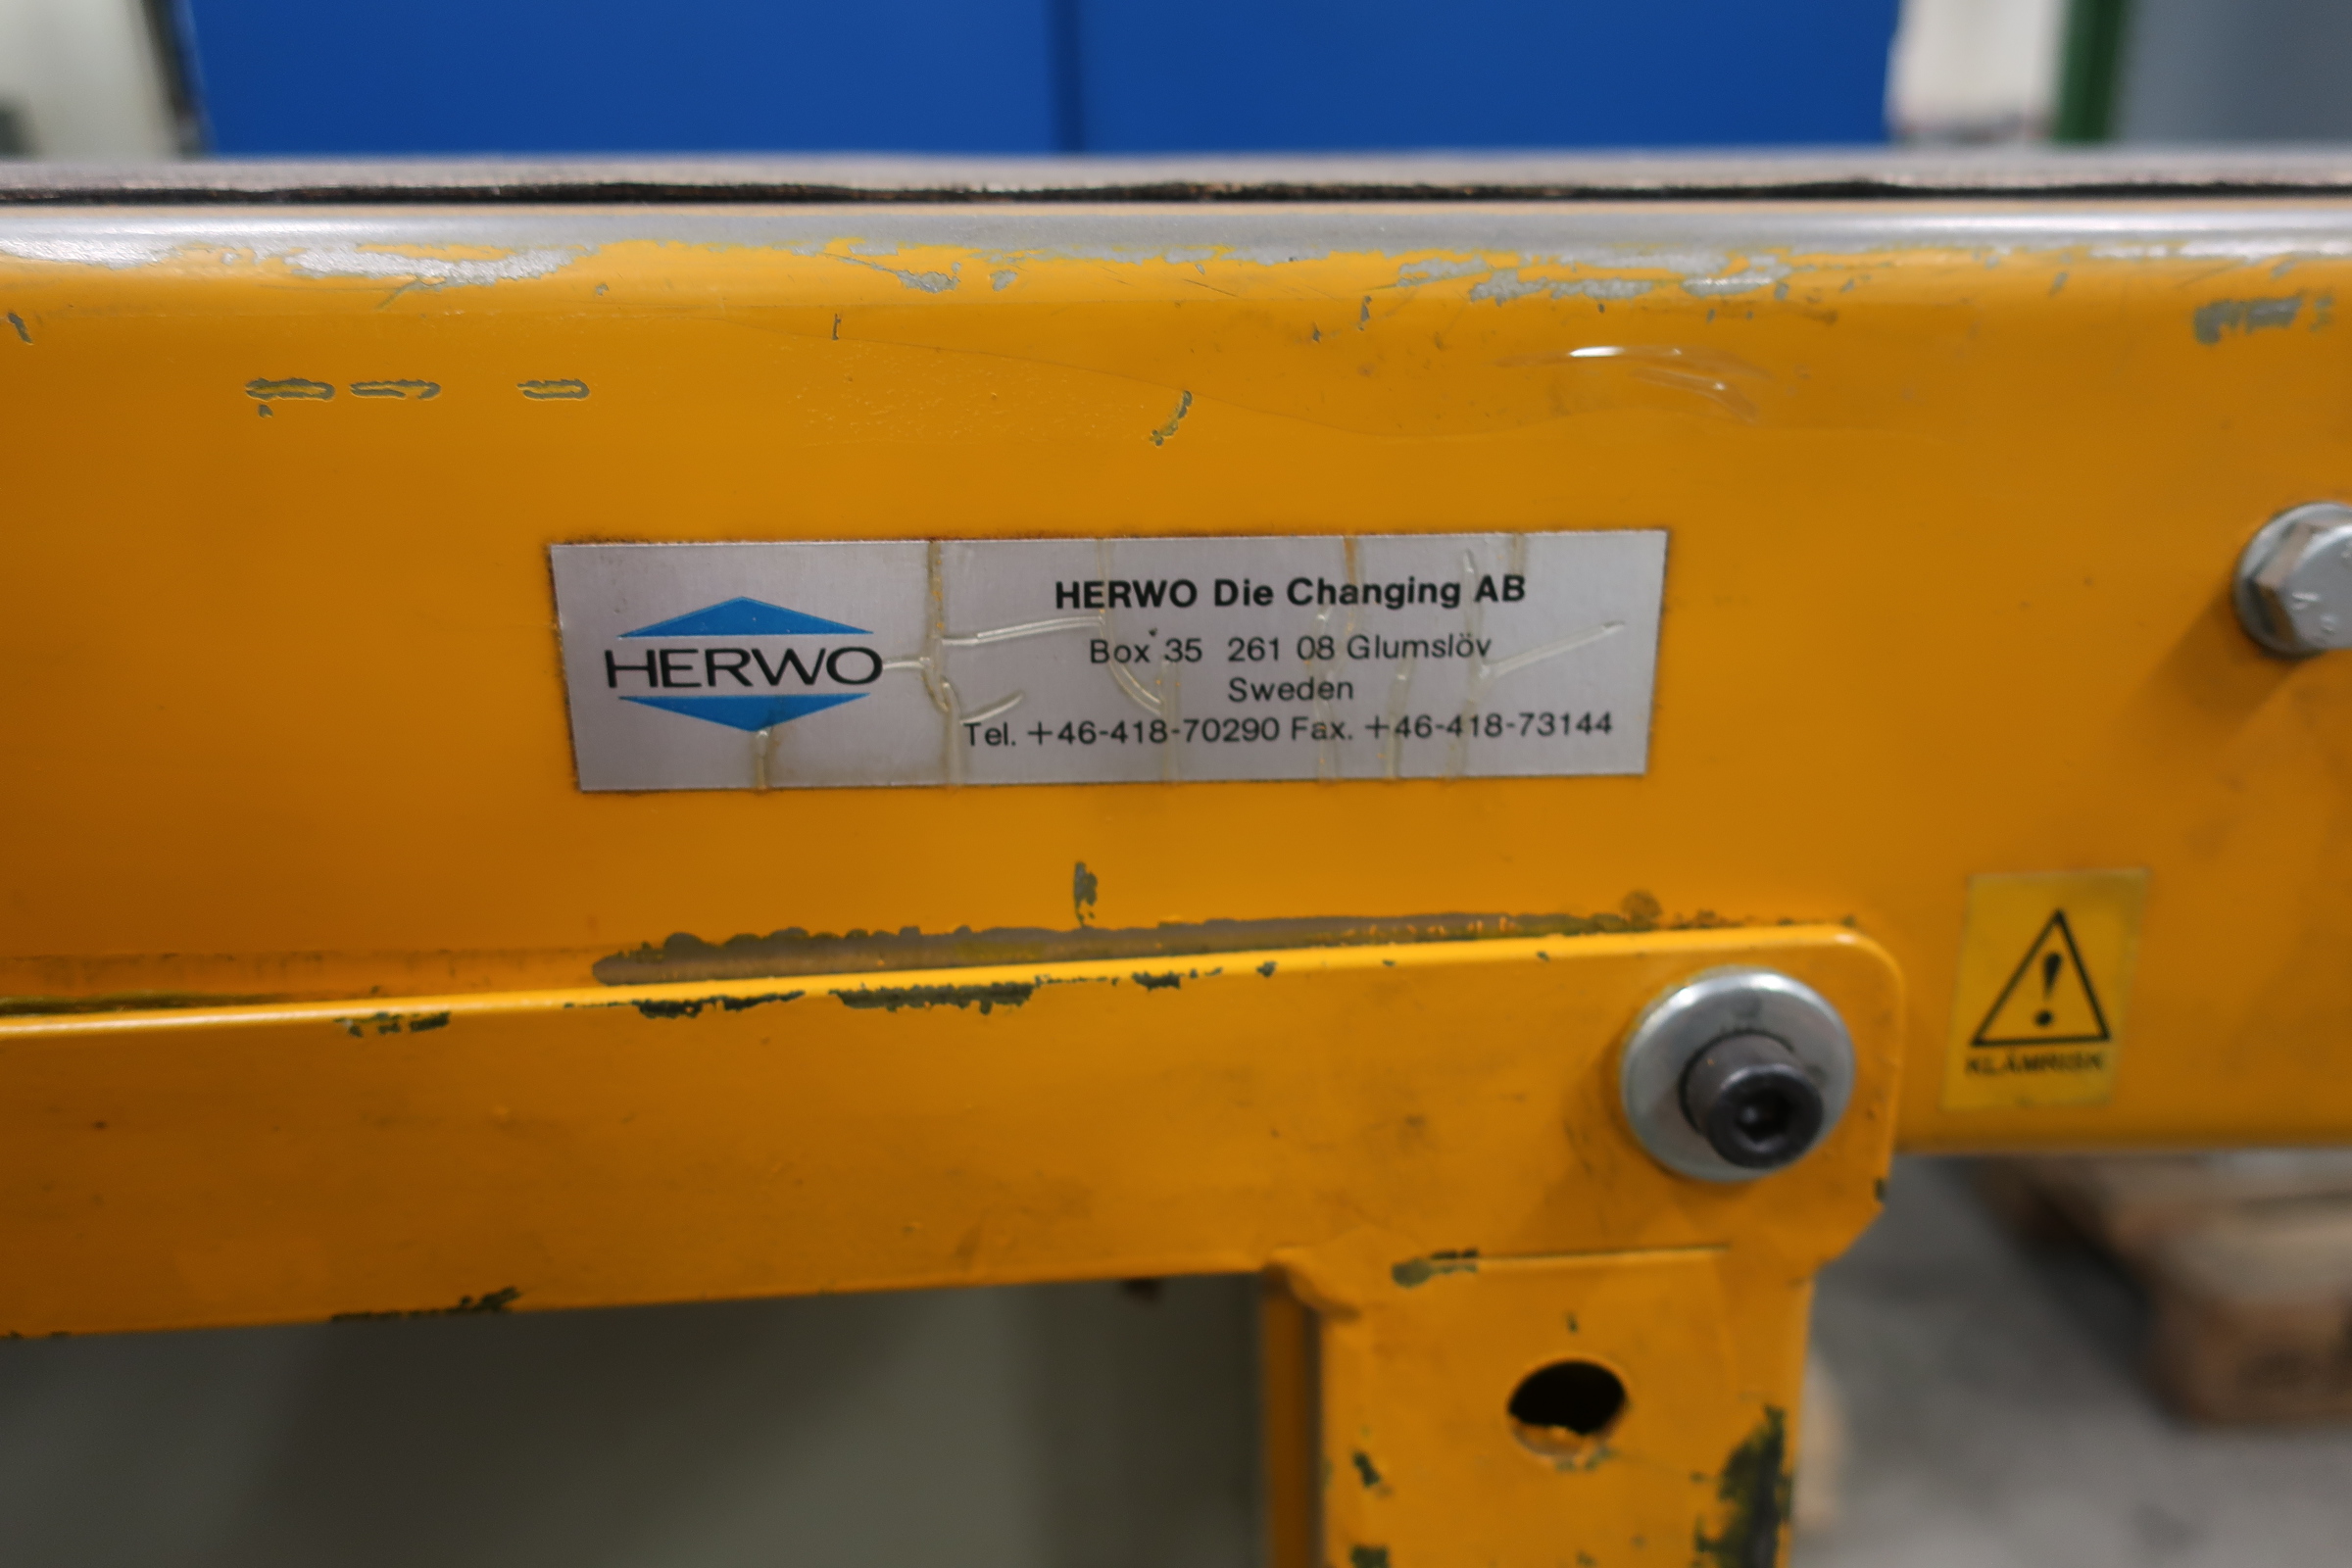 HERWO
HERWO Die Changing AB
Box 35 261 08 Glumslöv
Sweden
Tel. +46-418-70290 Fax. +46-418-73144
KLÄMRISK